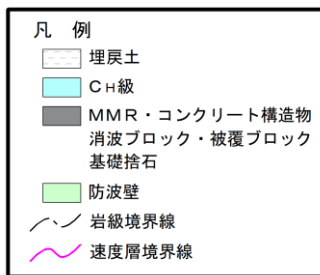 凡　例
埋戻土
CH級
MMR・コンクリート構造物
消波ブロック・被覆ブロック
基礎捨石
防波壁
岩級境界線
速度層境界線